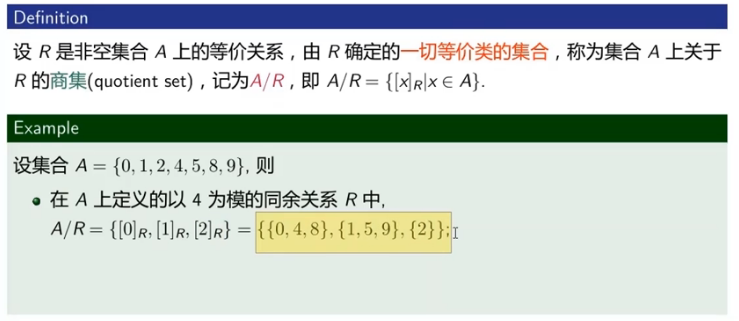 Definition
设 R 是非空集合 A 上的等价关系，由 R 确定的一切等价类的集合，称为集合 A 上关于
R 的商集(quotient set)，记为A/R，即 A/R = {[x]R|x ∈ A}.
Example
设集合 A = {0, 1, 2, 4, 5, 8, 9}, 则
在 A 上定义的以 4 为模的同余关系 R 中,
A/R = {[0]R, [1]R, [2]R} = {{0, 4, 8}, {1, 5, 9}, {2}};